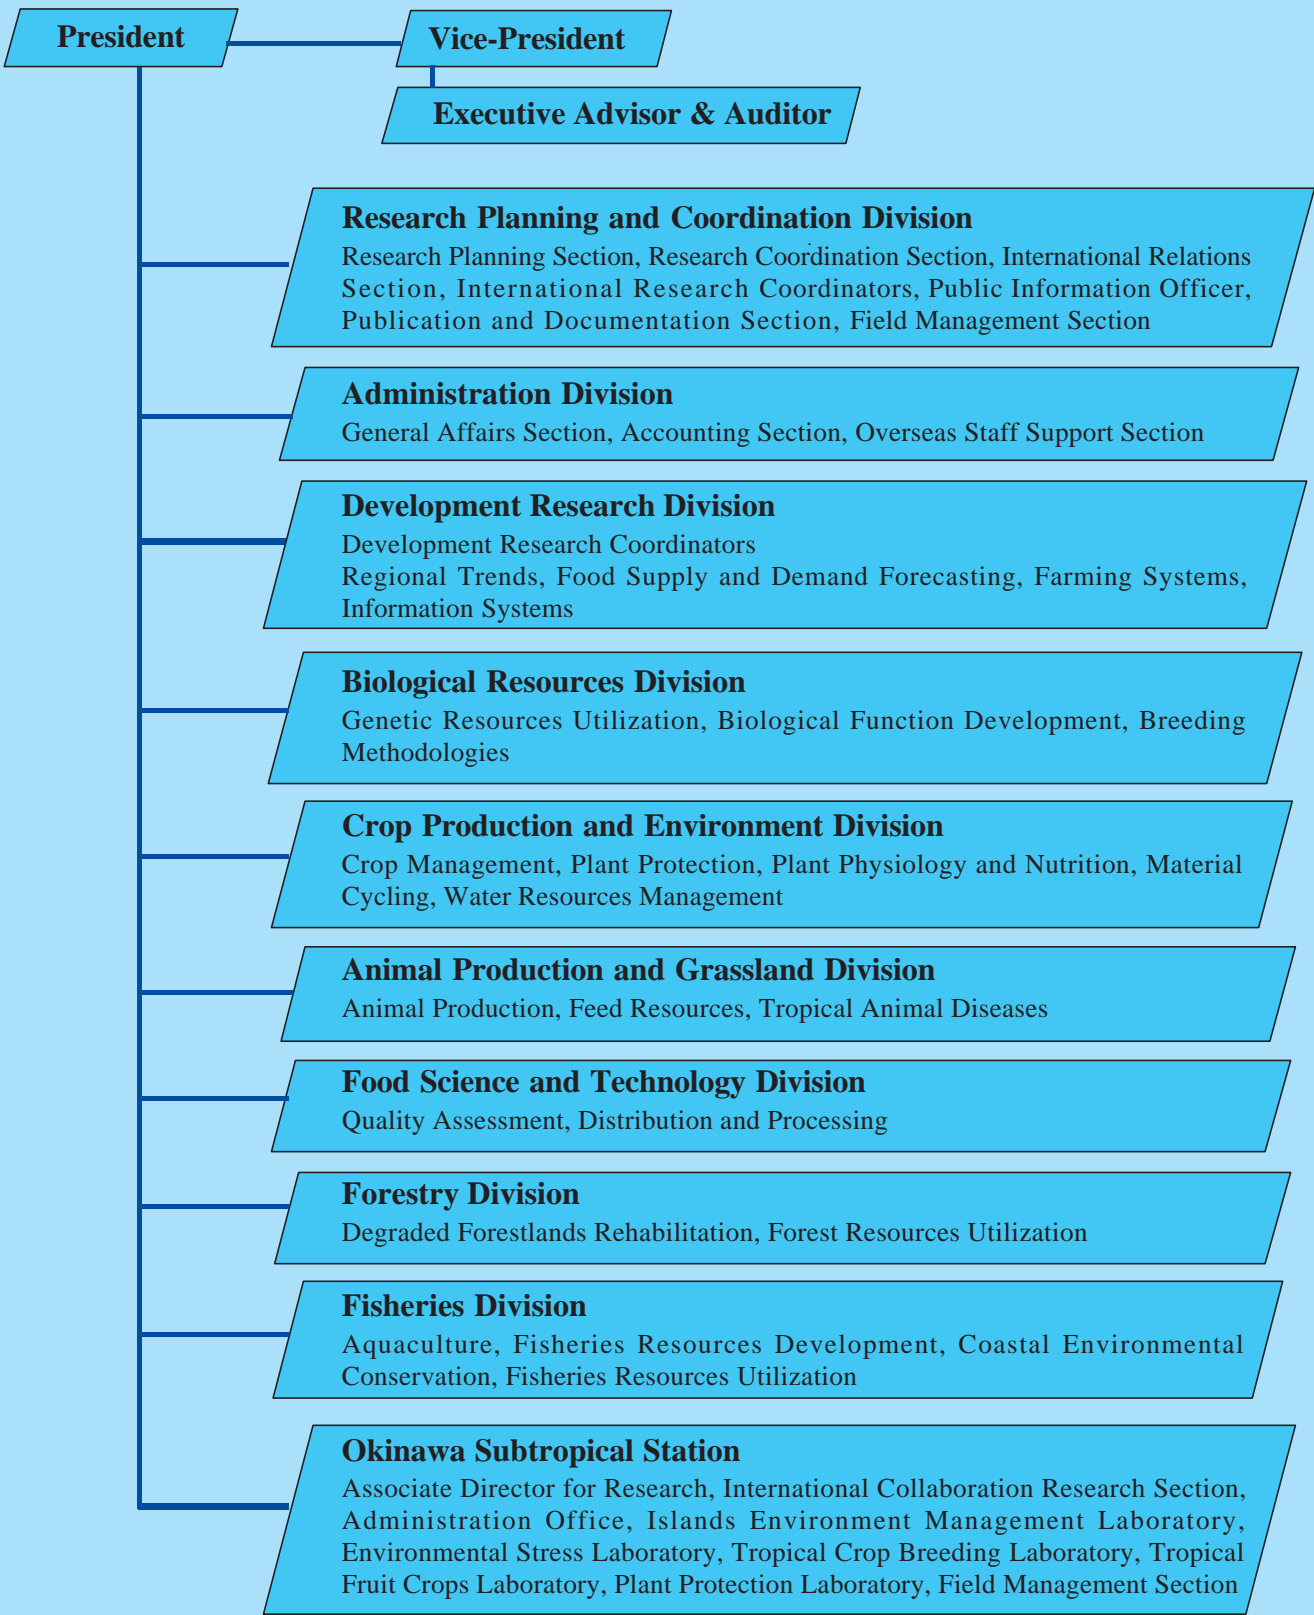 President
Vice-President
Executive Advisor & Auditor
Research Planning and Coordination Division
Research Planning Section, Research Coordination Section, International Relations
Section, International Research Coordinators, Public Information Officer,
Publication and Documentation Section, Field Management Section
Administration Division
General Affairs Section, Accounting Section, Overseas Staff Support Section
Development Research Division
Development Research Coordinators
Regional Trends, Food Supply and Demand Forecasting, Farming Systems,
Information Systems
Biological Resources Division
Genetic Resources Utilization, Biological Function Development, Breeding
Methodologies
Crop Production and Environment Division
Crop Management, Plant Protection, Plant Physiology and Nutrition, Material
Cycling, Water Resources Management
Animal Production and Grassland Division
Animal Production, Feed Resources, Tropical Animal Diseases
Food Science and Technology Division
Quality Assessment, Distribution and Processing
Forestry Division
Degraded Forestlands Rehabilitation, Forest Resources Utilization
Fisheries Division
Aquaculture, Fisheries Resources Development, Coastal Environmental
Conservation, Fisheries Resources Utilization
Okinawa Subtropical Station
Associate Director for Research, International Collaboration Research Section,
Administration Office, Islands Environment Management Laboratory,
Environmental Stress Laboratory, Tropical Crop Breeding Laboratory, Tropical
Fruit Crops Laboratory, Plant Protection Laboratory, Field Management Section